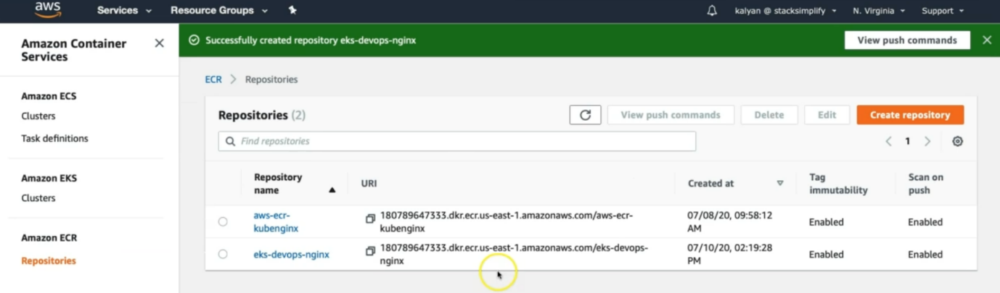 aws
Services
Resource Groups
kalyan @ stacksimplify
N. Virginia
Support
Amazon Container
Services
Successfully created repository eks-devops-nginx
View push commands
Amazon ECS
Clusters
Task definitions
Amazon EKS
Clusters
Amazon ECR
Repositories
ECR > Repositories
Repositories (2)
View push commands
Delete
Edit
Create repository
Find repositories
1
Repository
name
URI
Created at
Tag
immutability
Scan on
push
aws-ecr-
kubenginx
180789647333.dkr.ecr.us-east-1.amazonaws.com/aws-ecr-
kubenginx
07/08/20, 09:58:12
AM
Enabled
Enabled
eks-devops-nginx
180789647333.dkr.ecr.us-east-1.amazonaws.com/eks-devops-
nginx
07/10/20, 02:19:28
PM
Enabled
Enabled